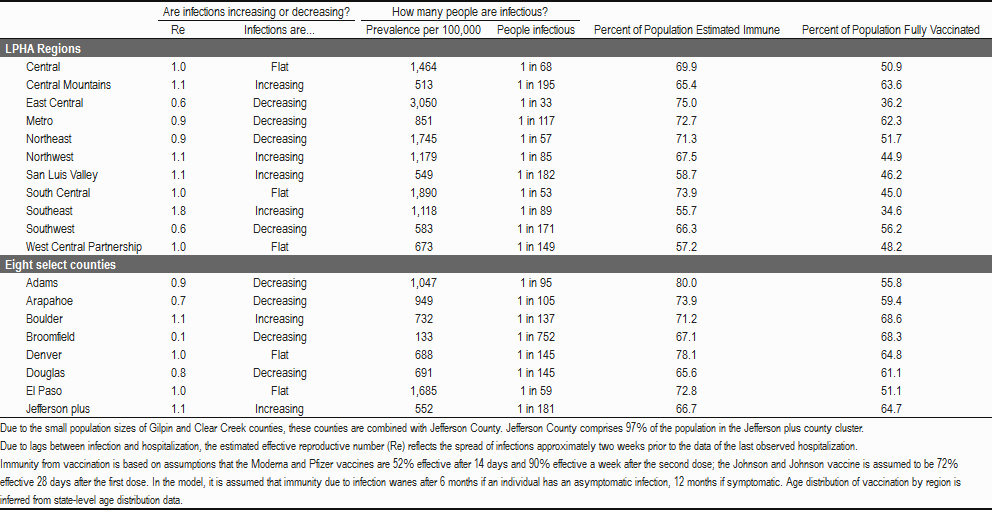 Are infections increasing or decreasing? How many people are infectious?
Re Infections are... Prevalence per 100,000 People infectious Percent of Population Estimated Immune Percent of Population Fully Vaccinated
LPHA Regions
Central 1.0 Flat 1,464 1 in 68 69.9 50.9
Central Mountains 1.1 Increasing 513 1 in 195 65.4 63.6
East Central 0.6 Decreasing 3,050 1 in 33 75.0 36.2
Metro 0.9 Decreasing 851 1 in 117 72.7 62.3
Northeast 0.9 Decreasing 1,745 1 in 57 71.3 51.7
Northwest 1.1 Increasing 1,179 1 in 85 67.5 44.9
San Luis Valley 1.1 Increasing 549 1 in 182 58.7 46.2
South Central 1.0 Flat 1,890 1 in 53 73.9 45.0
Southeast 1.8 Increasing 1,118 1 in 89 55.7 34.6
Southwest 0.6 Decreasing 583 1 in 171 66.3 56.2
West Central Partnership 1.0 Flat 673 1 in 149 57.2 48.2
Eight select counties
Adams 0.9 Decreasing 1,047 1 in 95 80.0 55.8
Arapahoe 0.7 Decreasing 949 1 in 105 73.9 59.4
Boulder 1.1 Increasing 732 1 in 137 71.2 68.6
Broomfield 0.1 Decreasing 133 1 in 752 67.1 68.3
Denver 1.0 Flat 688 1 in 145 78.1 64.8
Douglas 0.8 Decreasing 691 1 in 145 65.6 61.1
El Paso 1.0 Flat 1,685 1 in 59 72.8 51.1
Jefferson plus 1.1 Increasing 552 1 in 181 66.7 64.7
Due to the small population sizes of Gilpin and Clear Creek counties, these counties are combined with Jefferson County. Jefferson County comprises 97% of the population in the Jefferson plus county cluster.
Due to lags between infection and hospitalization, the estimated effective reproductive number (Re) reflects the spread of infections approximately two weeks prior to the data of the last observed hospitalization.
Immunity from vaccination is based on assumptions that the Moderna and Pfizer vaccines are 52% effective after 14 days and 90% effective a week after the second dose; the Johnson and Johnson vaccine is assumed to be 72%
effective 28 days after the first dose. In the model, it is assumed that immunity due to infection wanes after 6 months if an individual has an asymptomatic infection, 12 months if symptomatic. Age distribution of vaccination by region is
inferred from state-level age distribution data.